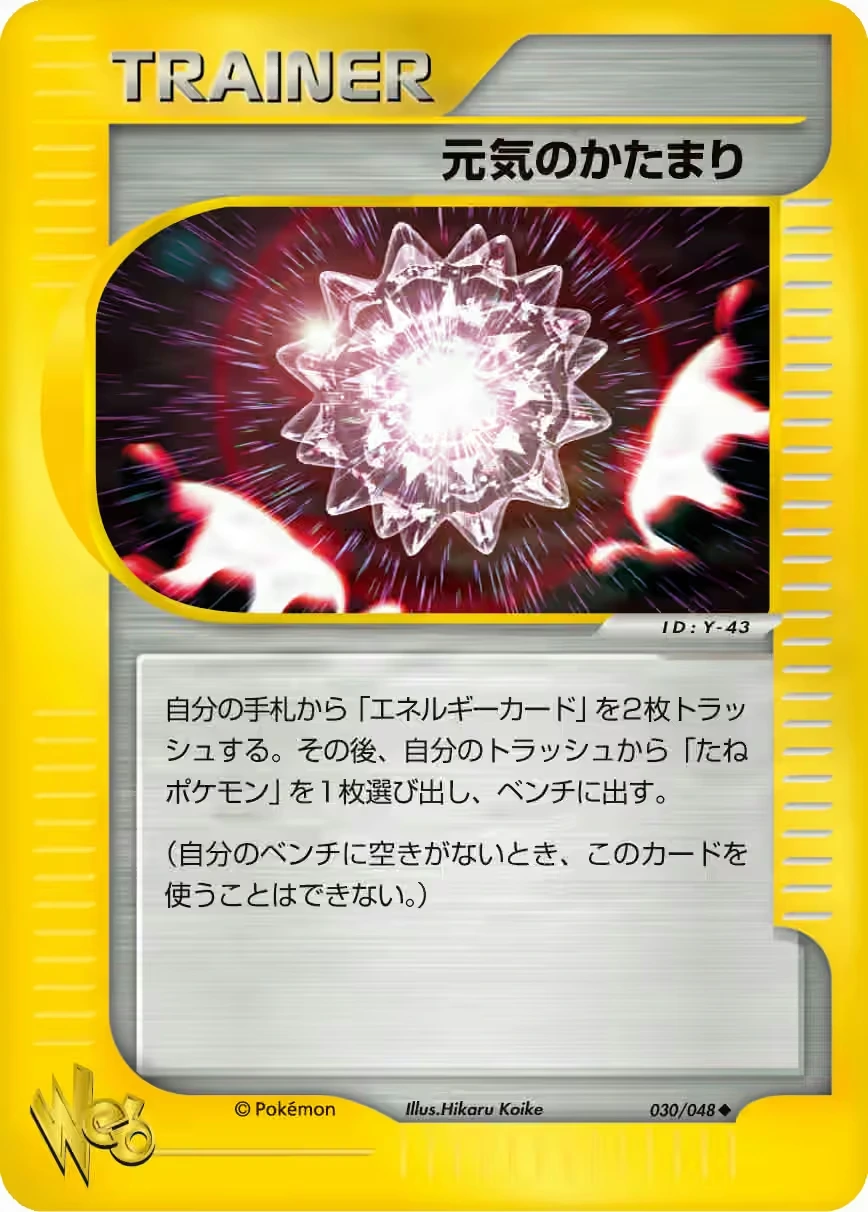 TRAINER
元気のかたまり
ID:Y-43
自分の手札から「エネルギーカード」を2枚トラッ
シュする。その後、自分のトラッシュから「たね
ポケモン」を1枚選び出し、ベンチに出す。
(自分のベンチに空きがないとき、このカードを
使うことはできない。)
Web
© Pokémon
Illus.Hikaru Koike
030/048◆